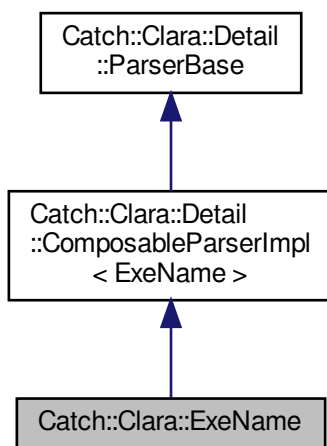 Catch::Clara::Detail
::ParserBase
Catch::Clara::Detail
::ComposableParserImpl
< ExeName >
Catch::Clara::ExeName